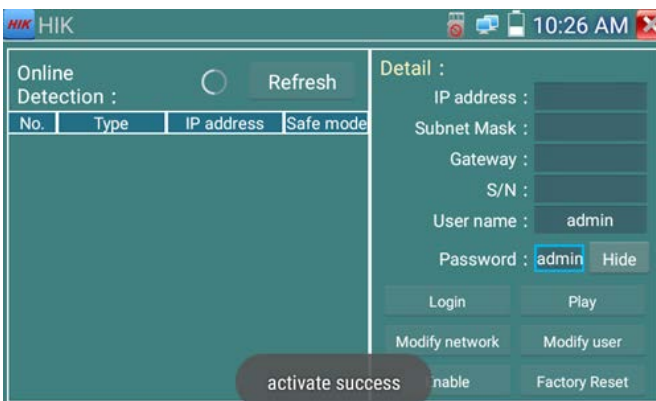 HIK HIK 10:26 AM
Online
Detection : Refresh
No. Type IP address Safe mode
Detail :
IP address :
Subnet Mask :
Gateway :
S/N :
User name : admin
Password : admin Hide
Login Play
Modify network Modify user
nable Factory Reset
activate success